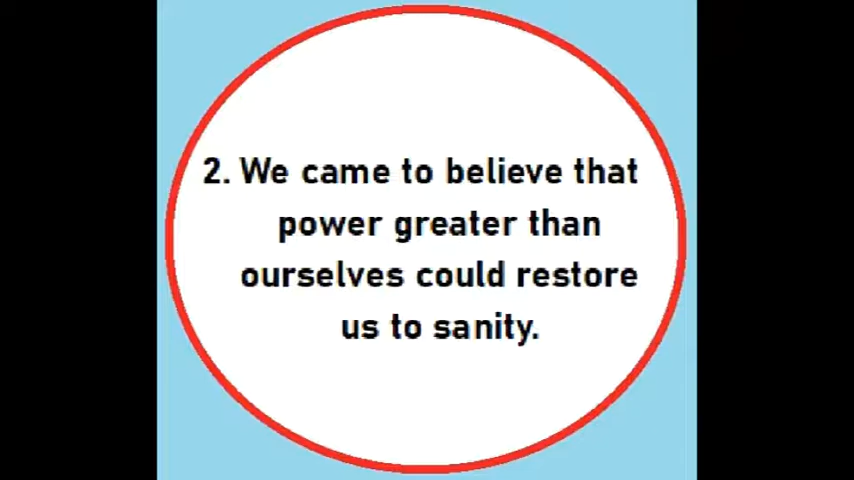 2. We came to believe that
power greater than
ourselves could restore
us to sanity.